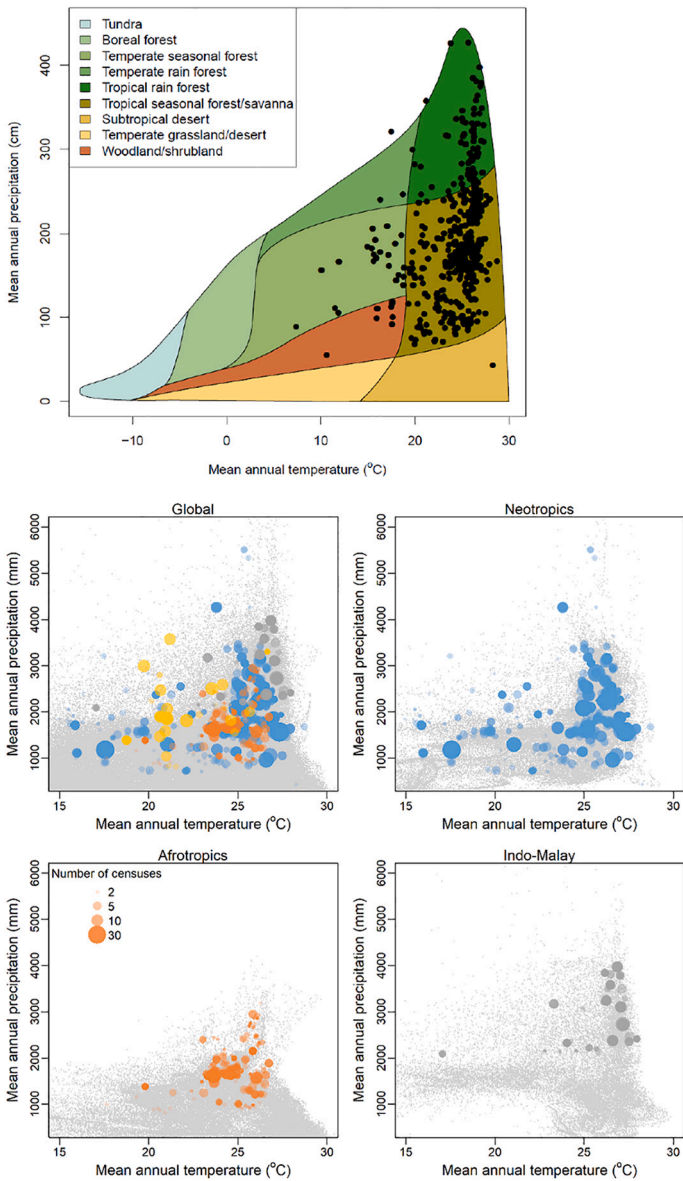 Tundra
Boreal forest
Temperate seasonal forest
Temperate rain forest
Tropical rain forest
Tropical seasonal forest/savanna
Subtropical desert
Temperate grassland/desert
Woodland/shrubland
Mean annual precipitation (cm)
400
300
200
100
0
−10 0 10 20 30
Mean annual temperature (°C)
Global
Mean annual precipitation (mm)
6000
5000
4000
3000
2000
1000
15 20 25 30
Mean annual temperature (°C)
Neotropics
Mean annual precipitation (mm)
6000
5000
4000
3000
2000
1000
15 20 25 30
Mean annual temperature (°C)
Afrotropics
Number of censuses
2
5
10
30
Mean annual precipitation (mm)
6000
5000
4000
3000
2000
1000
15 20 25 30
Mean annual temperature (°C)
Indo-Malay
Mean annual precipitation (mm)
6000
5000
4000
3000
2000
1000
15 20 25 30
Mean annual temperature (°C)